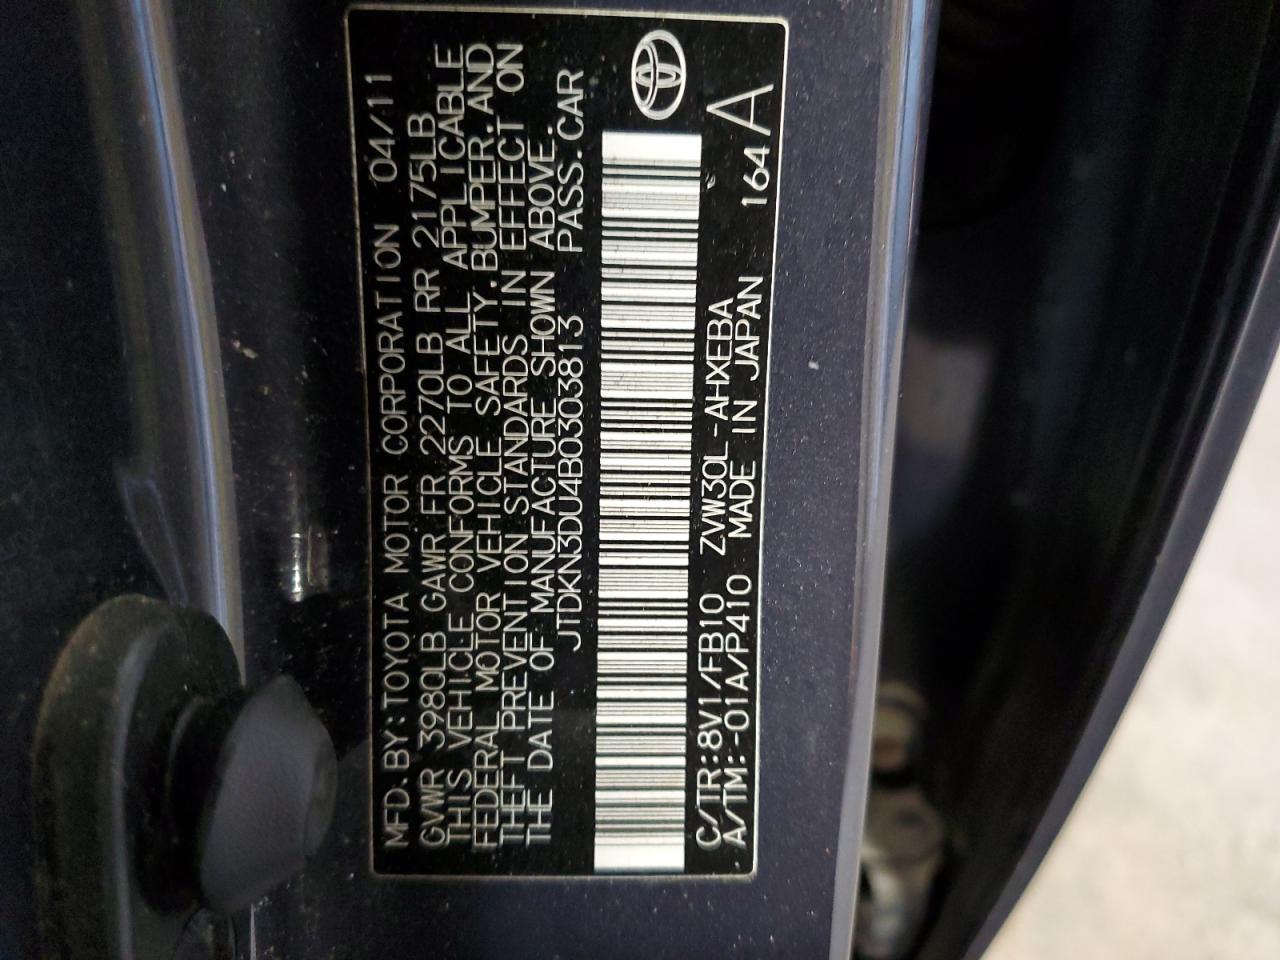 MFD. BY: TOYOTA MOTOR CORPORATION 04/11
GVWR 3980LB GAWR FR 2270LB RR 2175LB
THIS VEHICLE CONFORMS TO ALL APPLICABLE
FEDERAL MOTOR VEHICLE SAFETY, BUMPER, AND
THEFT PREVENTION STANDARDS IN EFFECT ON
THE DATE OF MANUFACTURE SHOWN ABOVE.
JTDKN3DU4B0303813 PASS. CAR
C/TR:8V1/FB10 ZVW30L-AHXEBA
A/TM:-01A/P410 MADE IN JAPAN 164 A